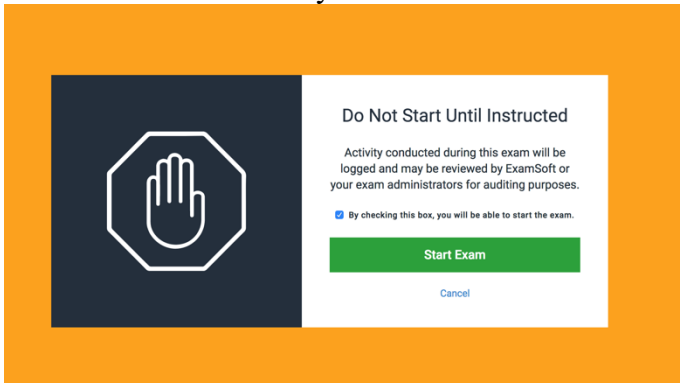 Do Not Start Until Instructed
Activity conducted during this exam will be
logged and may be reviewed by ExamSoft or
your exam administrators for auditing purposes.
By checking this box, you will be able to start the exam.
Start Exam
Cancel